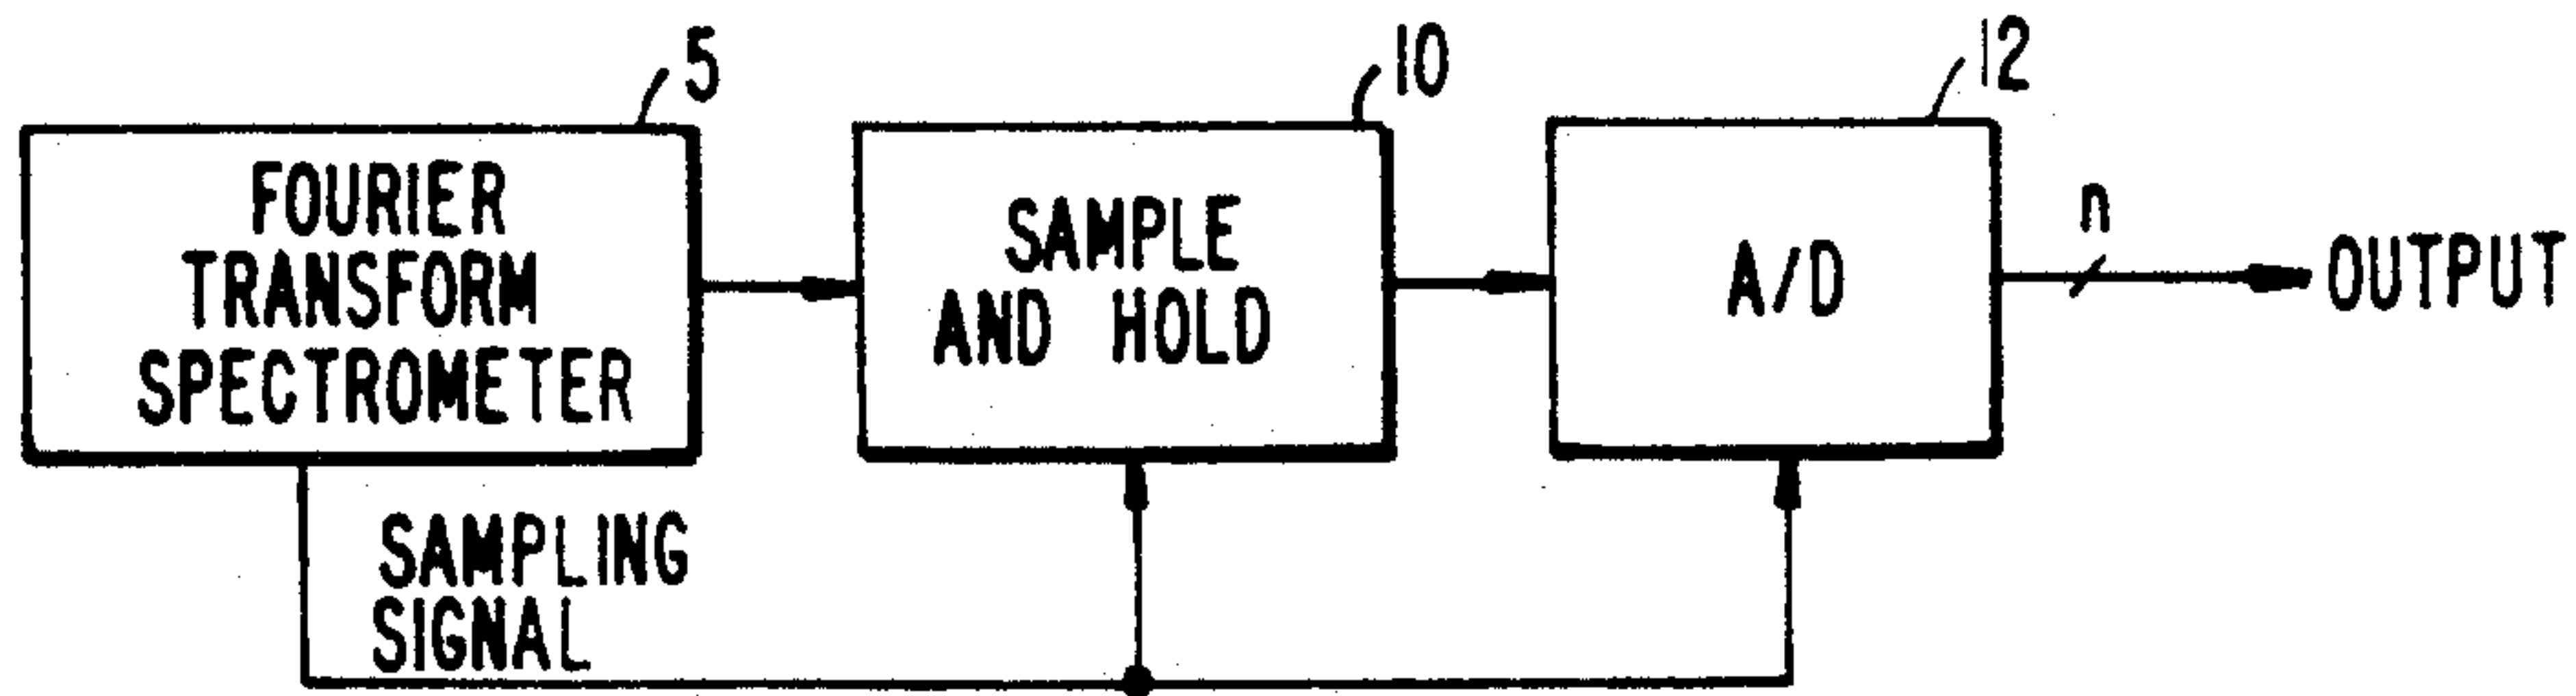 5
10
12
FOURIER
TRANSFORM
SPECTROMETER
SAMPLE
AND HOLD
A/D
n
OUTPUT
SAMPLING
SIGNAL